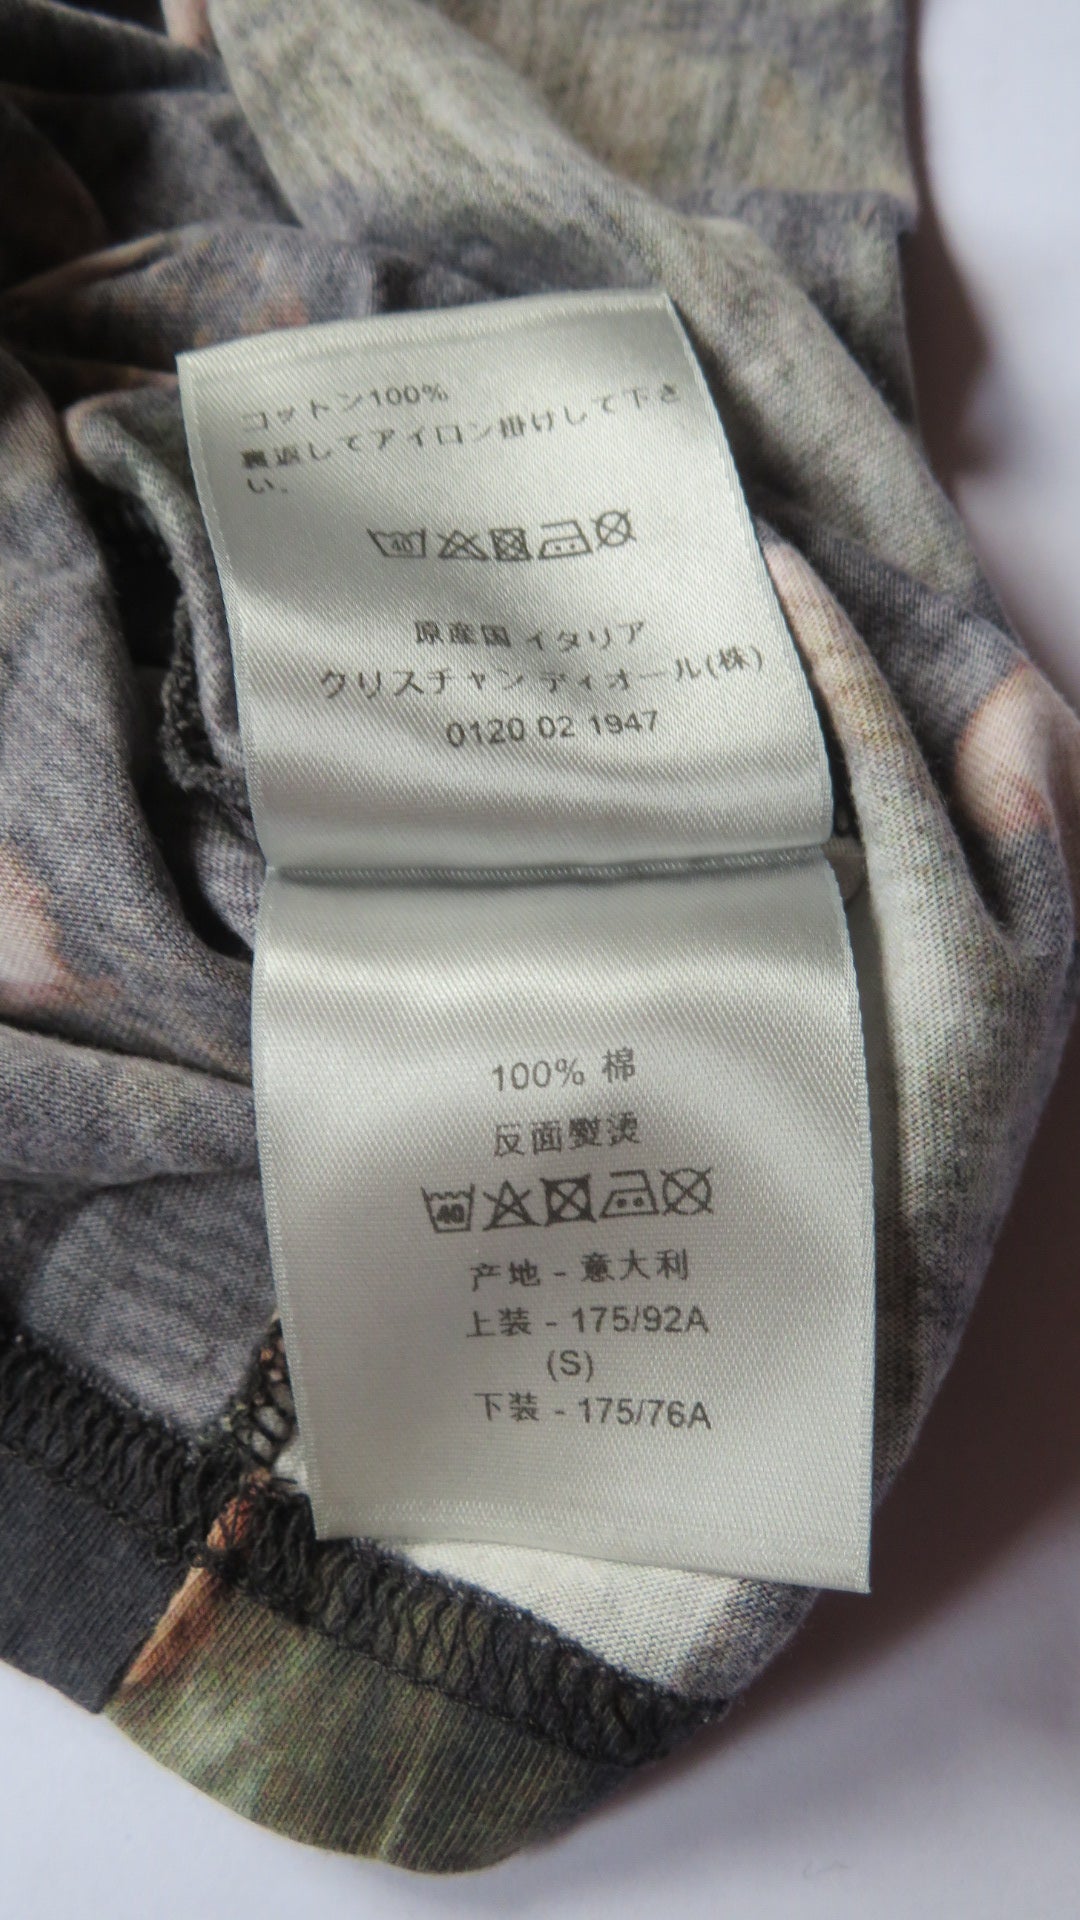 コットン100%
裏返してアイロン掛けして下さ
い。
40
原産国 イタリア
クリスチャン ディオール(株)
0120 02 1947
100% 棉
反面熨烫
40
产地 - 意大利
上装 - 175/92A
(S)
下装 - 175/76A